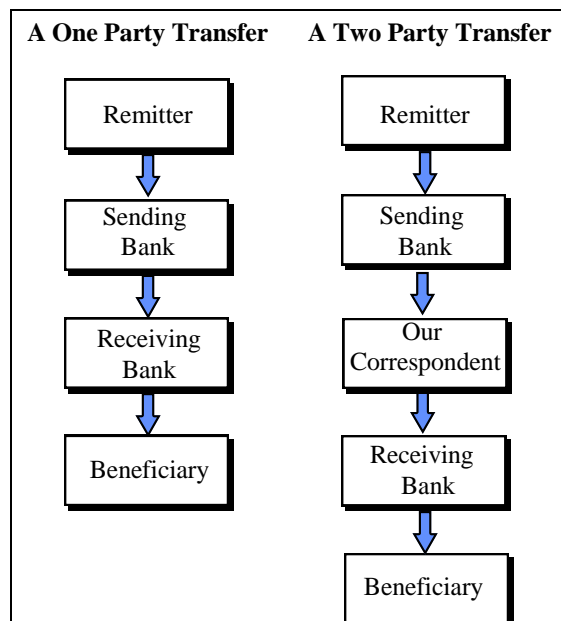 A One Party Transfer
Remitter
Sending
Bank
Receiving
Bank
Beneficiary
A Two Party Transfer
Remitter
Sending
Bank
Our
Correspondent
Receiving
Bank
Beneficiary